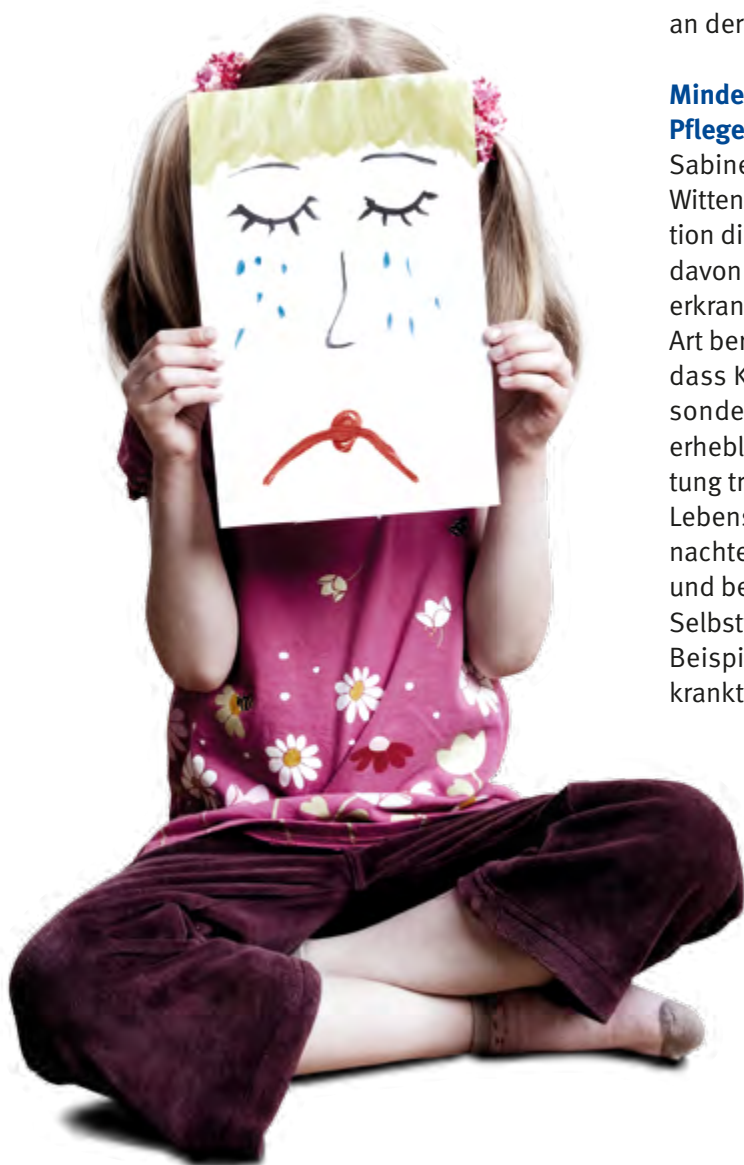 an der
Minde
Pflege
Sabine
Witten
tion di
davon
erkran
Art ber
dass K
sonde
erhebl
tung tr
Lebens
nachte
und be
Selbst
Beispi
krankt